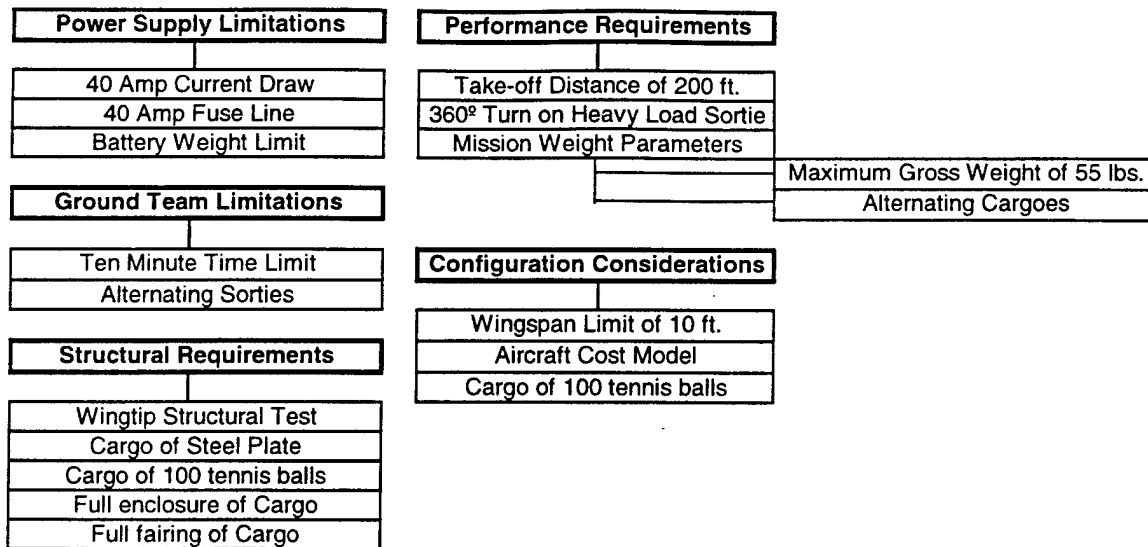 Power Supply Limitations
40 Amp Current Draw
40 Amp Fuse Line
Battery Weight Limit
Ground Team Limitations
Ten Minute Time Limit
Alternating Sorties
Structural Requirements
Wingtip Structural Test
Cargo of Steel Plate
Cargo of 100 tennis balls
Full enclosure of Cargo
Full fairing of Cargo
Performance Requirements
Take-off Distance of 200 ft.
360º Turn on Heavy Load Sortie
Mission Weight Parameters
Maximum Gross Weight of 55 lbs.
Alternating Cargoes
Configuration Considerations
Wingspan Limit of 10 ft.
Aircraft Cost Model
Cargo of 100 tennis balls